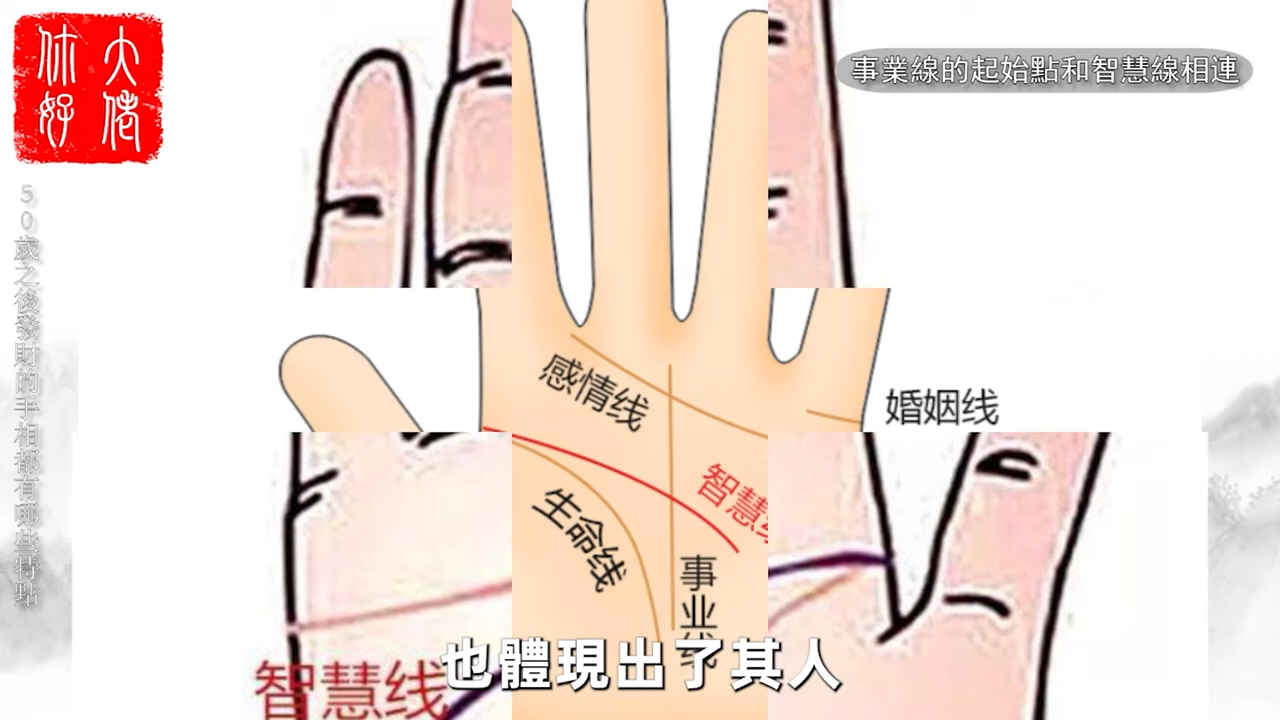 大佬
休好
事業線的起始點和智慧線相連
50歲之後發財的手相都有哪些特點
感情线
婚姻线
智慧
生命线
事业线
智慧线
也體現出了其人